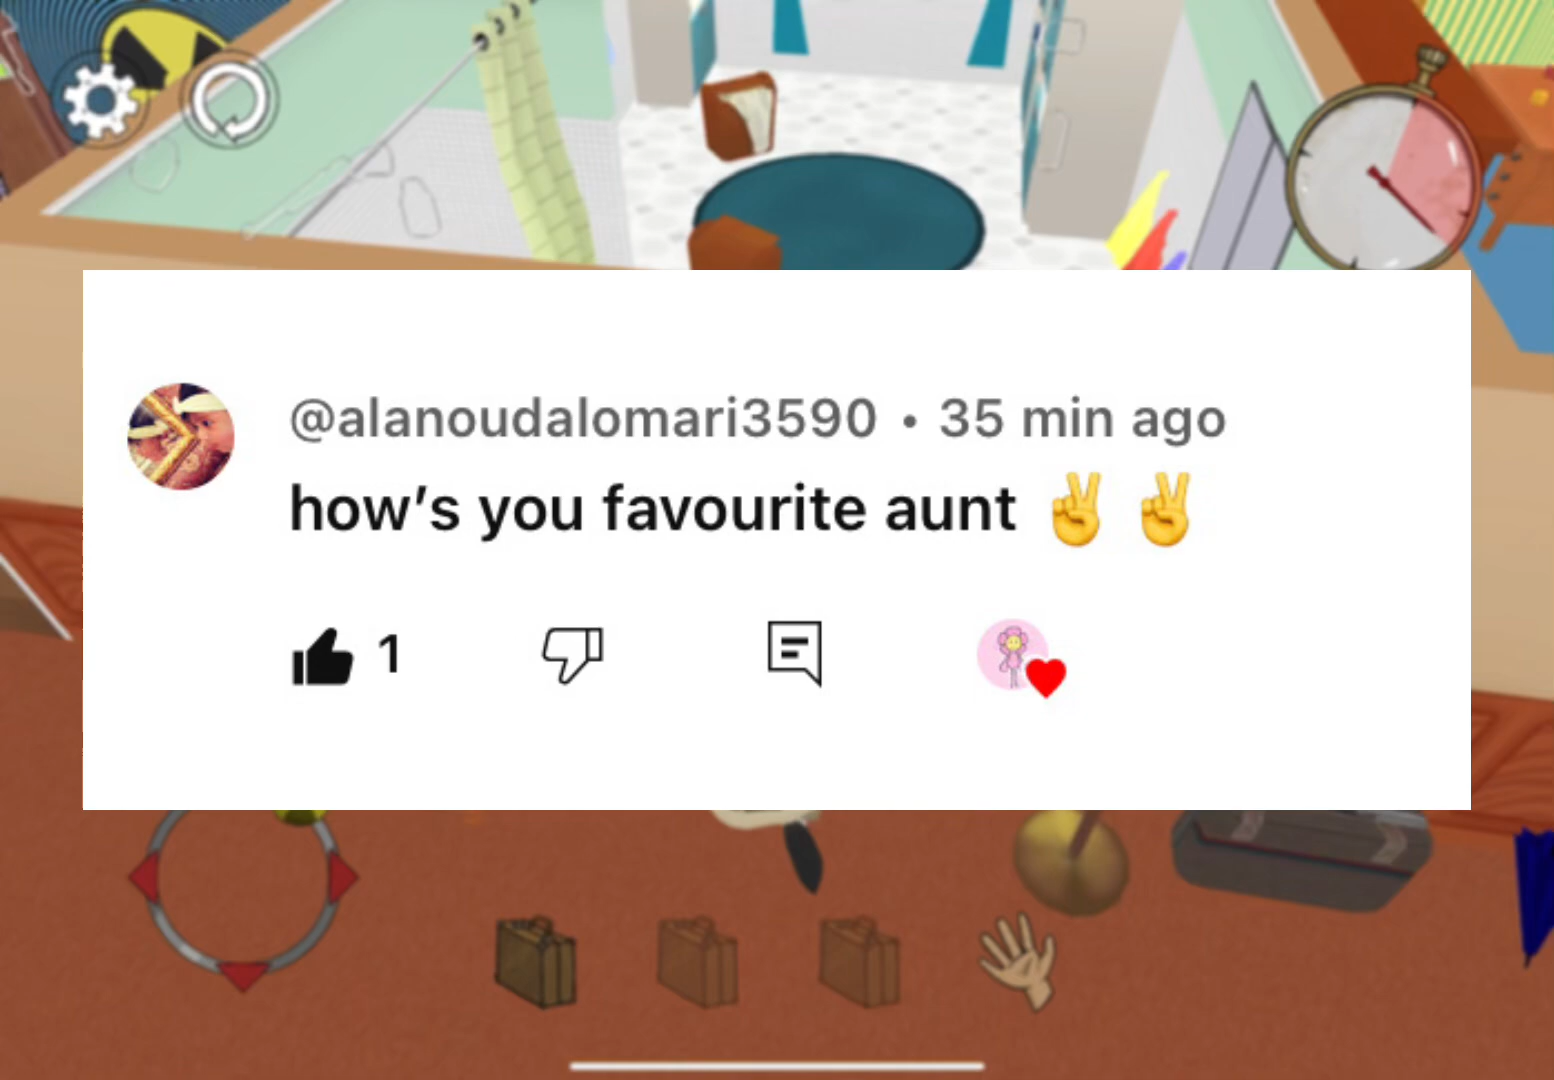 @alanoudalomari3590 • 35 min ago
how’s you favourite aunt ✌️ ✌️
1